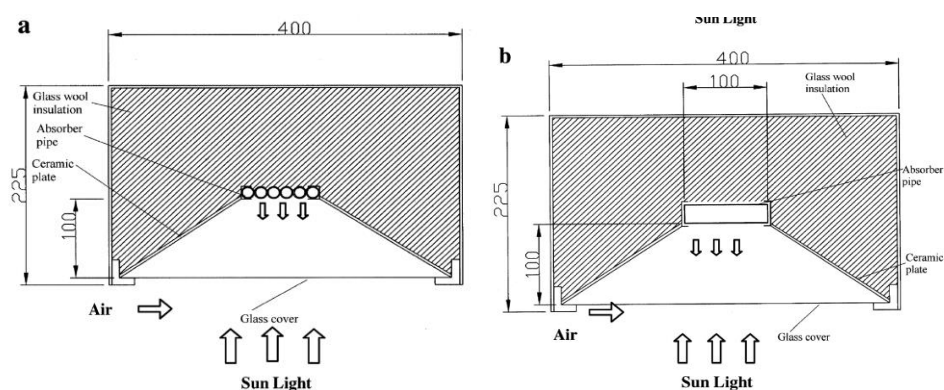 a
400
Glass wool
insulation
Absorber
pipe
Ceramic
plate
225
100
Air
Glass cover
Sun Light
Sun Light
b
400
100
Glass wool
insulation
Absorber
pipe
225
100
Ceramic
plate
Air
Glass cover
Sun Light